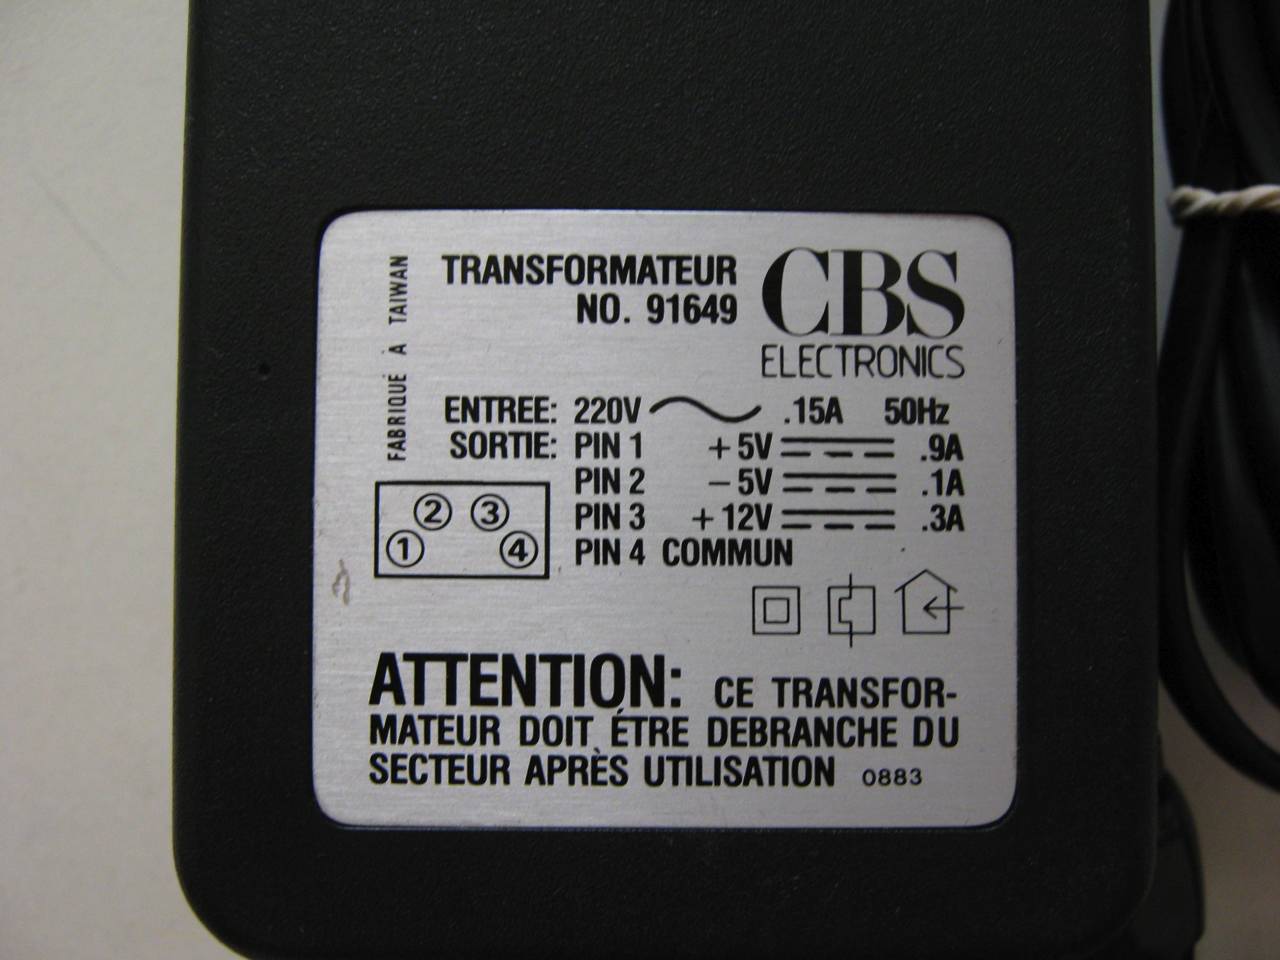 FABRIQUÉ À TAIWAN
TRANSFORMATEUR
NO. 91649
CBS
ELECTRONICS
ENTREE: 220V .15A 50Hz
SORTIE: PIN 1 +5V .9A
PIN 2 −5V .1A
PIN 3 +12V .3A
PIN 4 COMMUN
2 3
1 4
ATTENTION: CE TRANSFOR-
MATEUR DOIT ÉTRE DEBRANCHE DU
SECTEUR APRÈS UTILISATION 0883